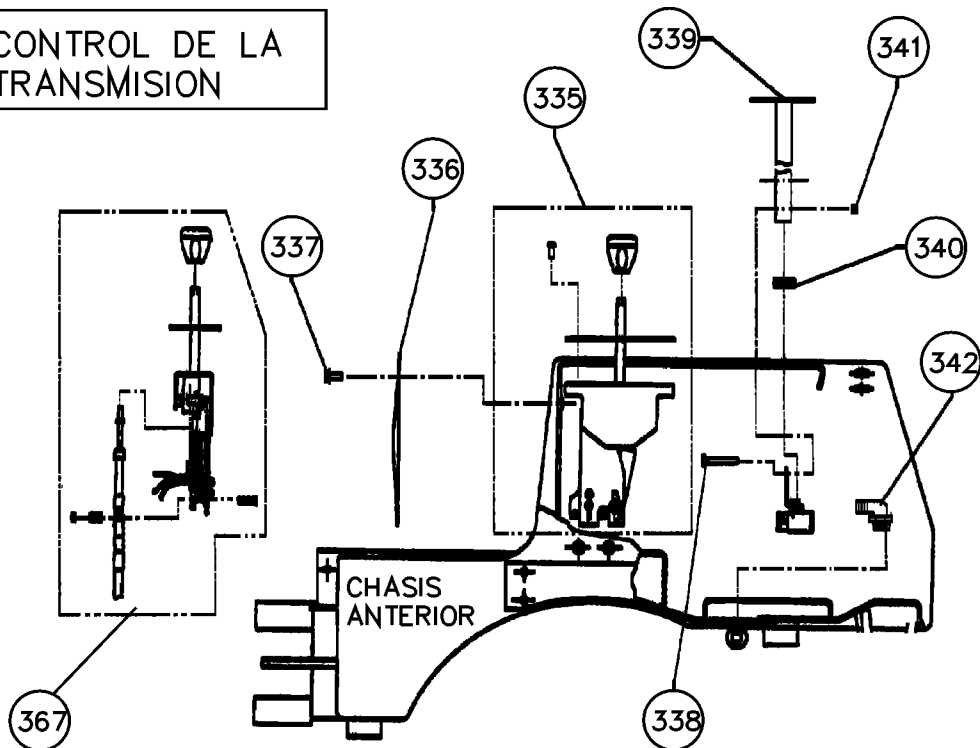 CONTROL DE LA
TRANSMISION
339
341
335
336
337
340
342
CHASIS
ANTERIOR
367
338